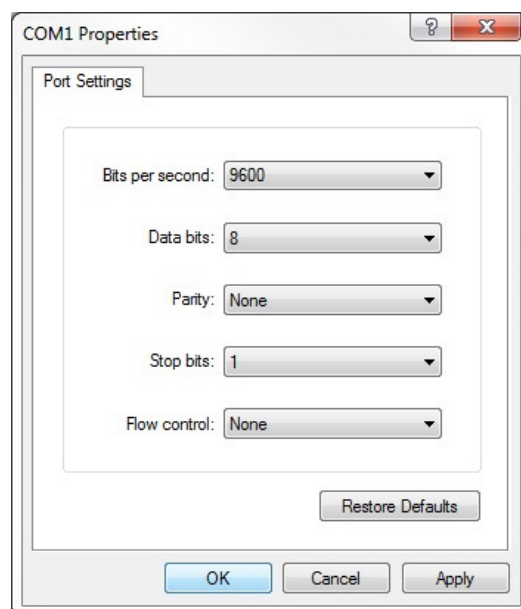 COM1 Properties
Port Settings
Bits per second: 9600
Data bits: 8
Parity: None
Stop bits: 1
Flow control: None
Restore Defaults
OK Cancel Apply